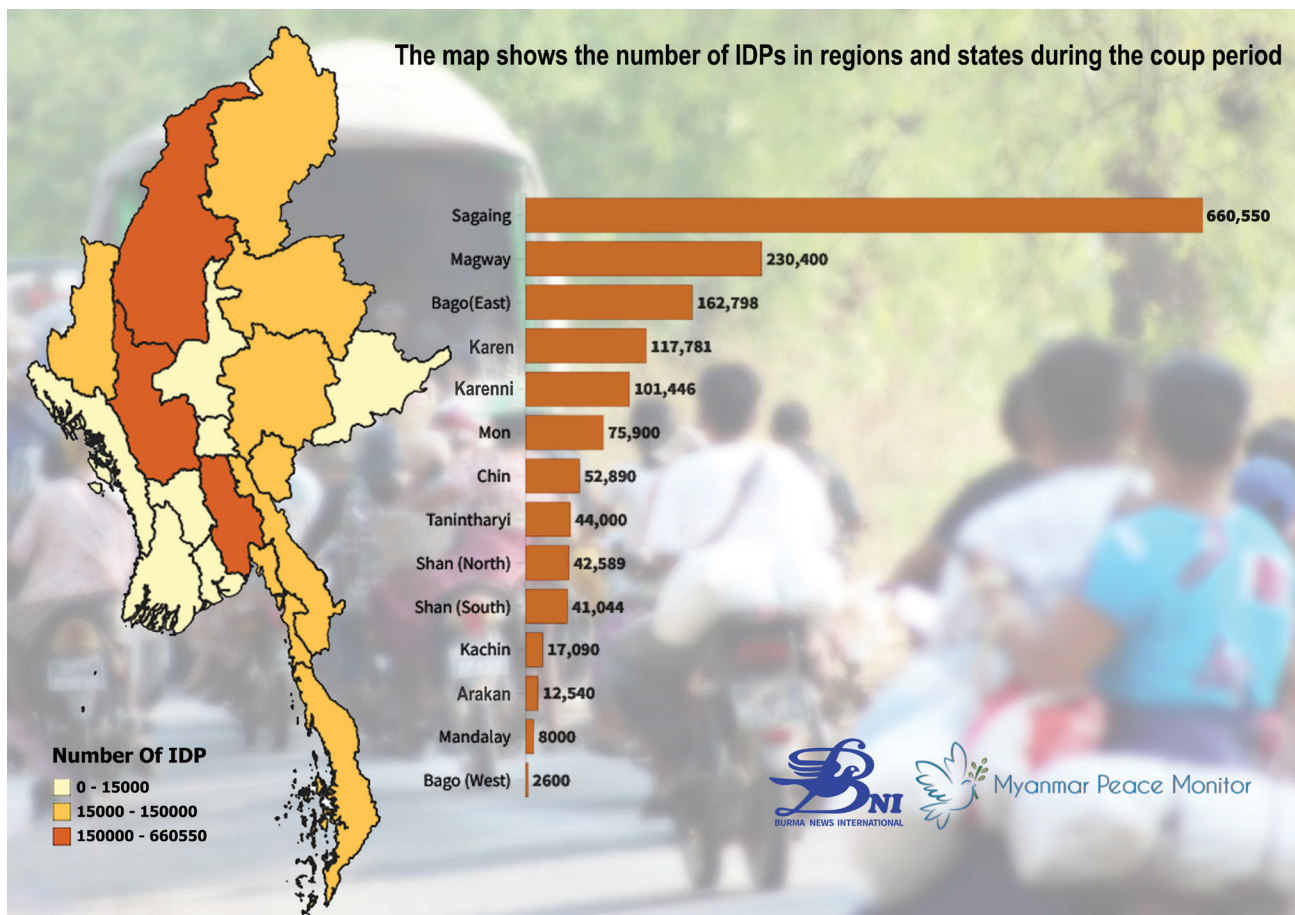 The map shows the number of IDPs in regions and states during the coup period
Sagaing 660,550
Magway 230,400
Bago(East) 162,798
Karen 117,781
Karenni 101,446
Mon 75,900
Chin 52,890
Tanintharyi 44,000
Shan (North) 42,589
Shan (South) 41,044
Kachin 17,090
Arakan 12,540
Mandalay 8000
Bago (West) 2600
Number Of IDP
0 - 15000
15000 - 150000
150000 - 660550
BNI
BURMA NEWS INTERNATIONAL
Myanmar Peace Monitor